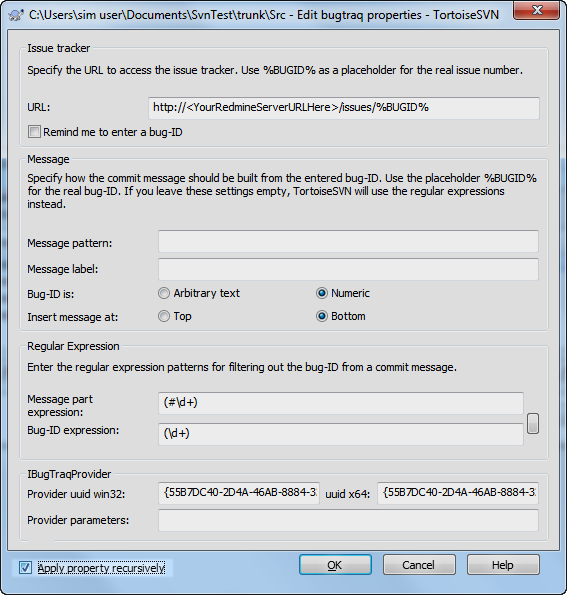 C:\Users\sim user\Documents\SvnTest\trunk\Src - Edit bugtraq properties - TortoiseSVN
Issue tracker
Specify the URL to access the issue tracker. Use %BUGID% as a placeholder for the real issue number.
URL: http://<YourRedmineServerURLHere>/issues/%BUGID%
Remind me to enter a bug-ID
Message
Specify how the commit message should be built from the entered bug-ID. Use the placeholder %BUGID%
for the real bug-ID. If you leave these settings empty, TortoiseSVN will use the regular expressions
instead.
Message pattern:
Message label:
Bug-ID is: Arbitrary text Numeric
Insert message at: Top Bottom
Regular Expression
Enter the regular expression patterns for filtering out the bug-ID from a commit message.
Message part
expression: (#\d+)
Bug-ID expression: (\d+)
IBugTraqProvider
Provider uuid win32: {55B7DC40-2D4A-46AB-8884-3 uuid x64: {55B7DC40-2D4A-46AB-8884-3
Provider parameters:
Apply property recursively OK Cancel Help